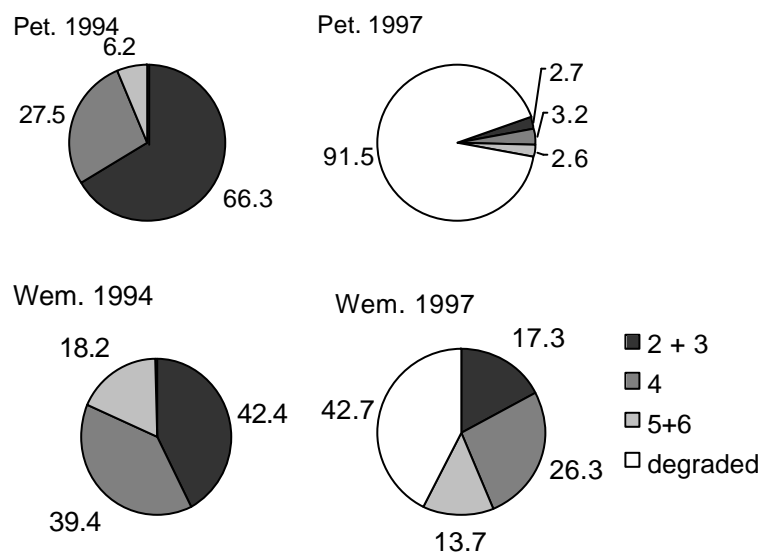 Pet. 1994
6.2
27.5
66.3
Pet. 1997
2.7
3.2
2.6
91.5
Wem. 1994
18.2
42.4
39.4
Wem. 1997
17.3
42.7
26.3
13.7
2 + 3
4
5+6
degraded